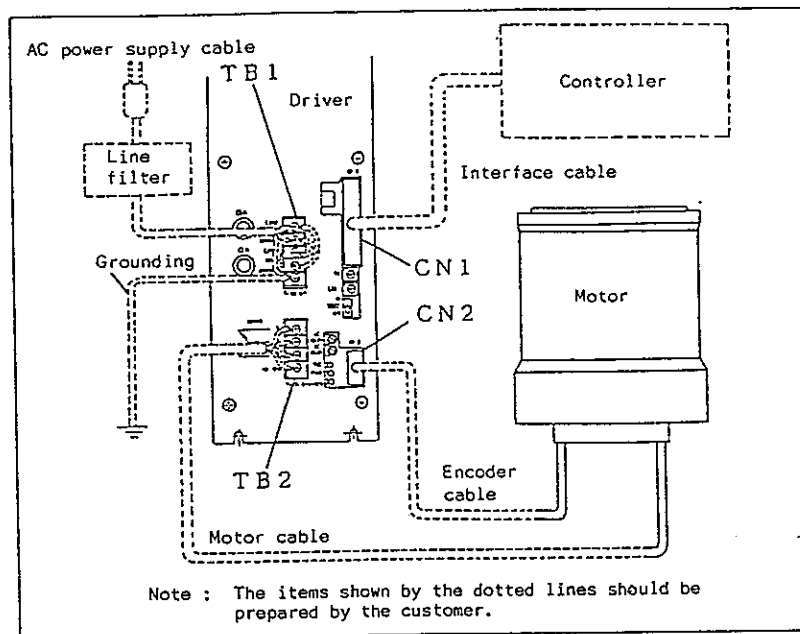 AC power supply cable
TB1
Driver
Controller
Line
filter
Interface cable
Grounding
CN1
Motor
CN2
TB2
Encoder
cable
Motor cable
Note : The items shown by the dotted lines should be
prepared by the customer.